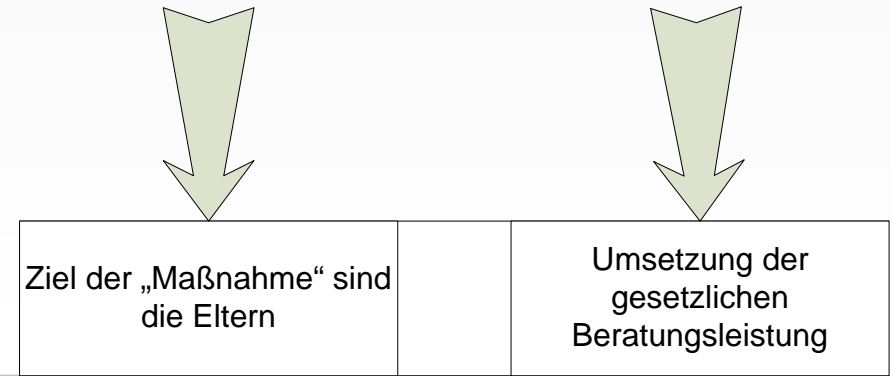 Ziel der „Maßnahme“ sind
die Eltern
Umsetzung der
gesetzlichen
Beratungsleistung